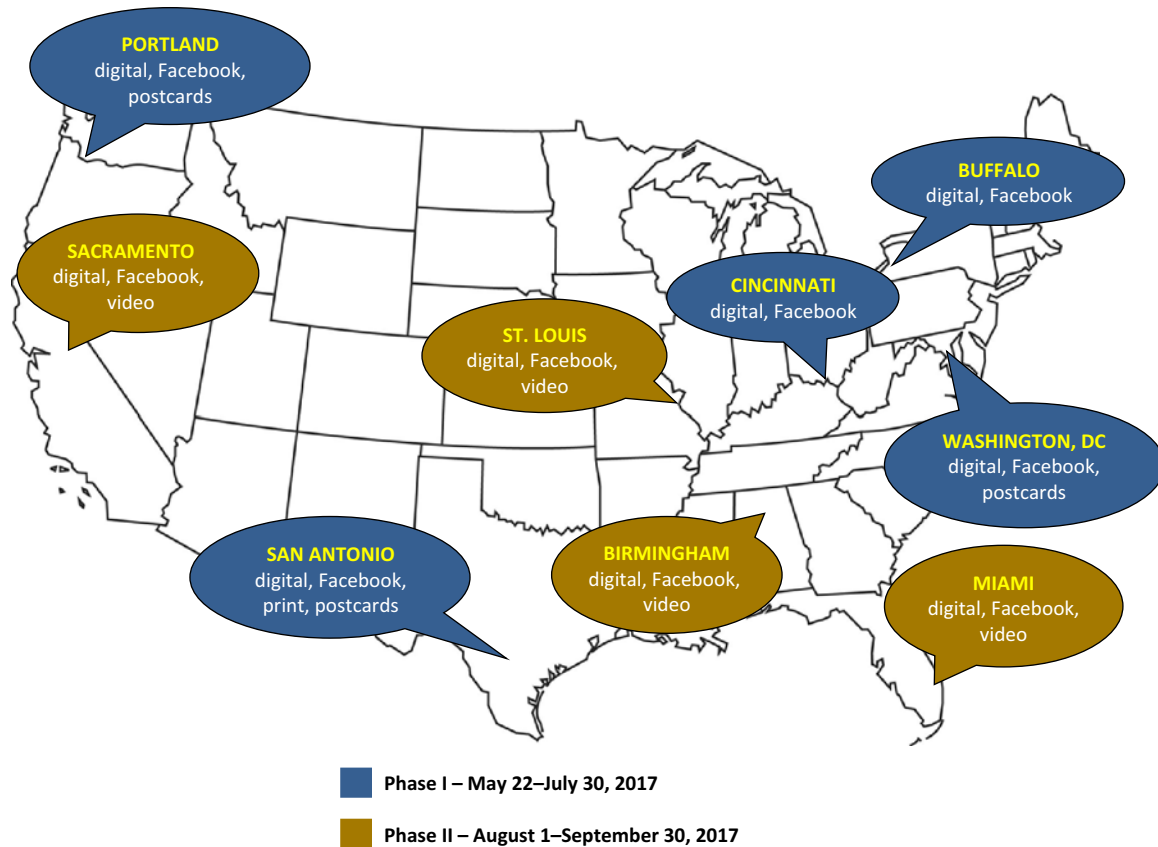 PORTLAND
digital, Facebook,
postcards
BUFFALO
digital, Facebook
SACRAMENTO
digital, Facebook,
video
CINCINNATI
digital, Facebook
ST. LOUIS
digital, Facebook,
video
WASHINGTON, DC
digital, Facebook,
postcards
SAN ANTONIO
digital, Facebook,
print, postcards
BIRMINGHAM
digital, Facebook,
video
MIAMI
digital, Facebook,
video
Phase I – May 22–July 30, 2017
Phase II – August 1–September 30, 2017